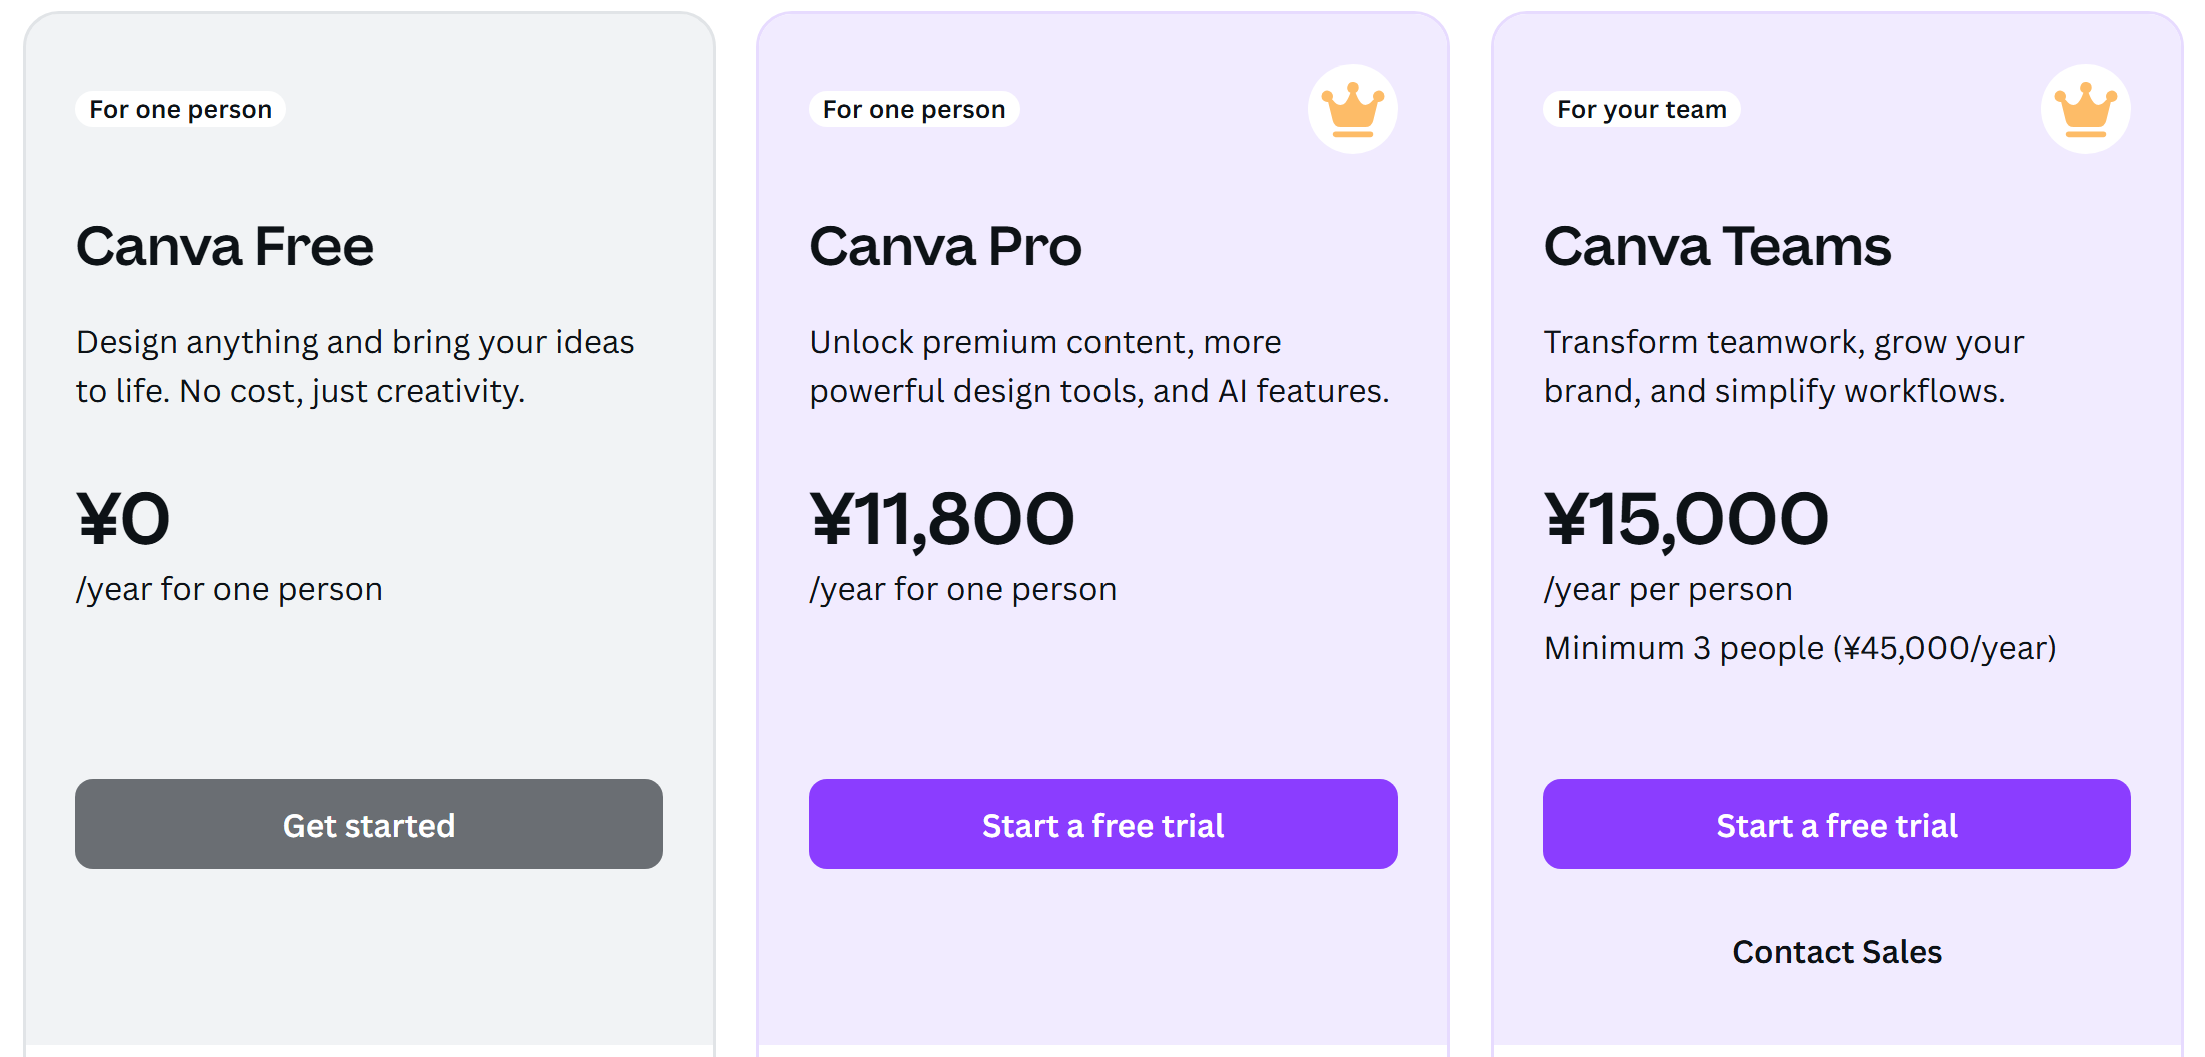 For one person
Canva Free
Design anything and bring your ideas
to life. No cost, just creativity.
¥0
/year for one person
Get started
For one person
Canva Pro
Unlock premium content, more
powerful design tools, and AI features.
¥11,800
/year for one person
Start a free trial
For your team
Canva Teams
Transform teamwork, grow your
brand, and simplify workflows.
¥15,000
/year per person
Minimum 3 people (¥45,000/year)
Start a free trial
Contact Sales